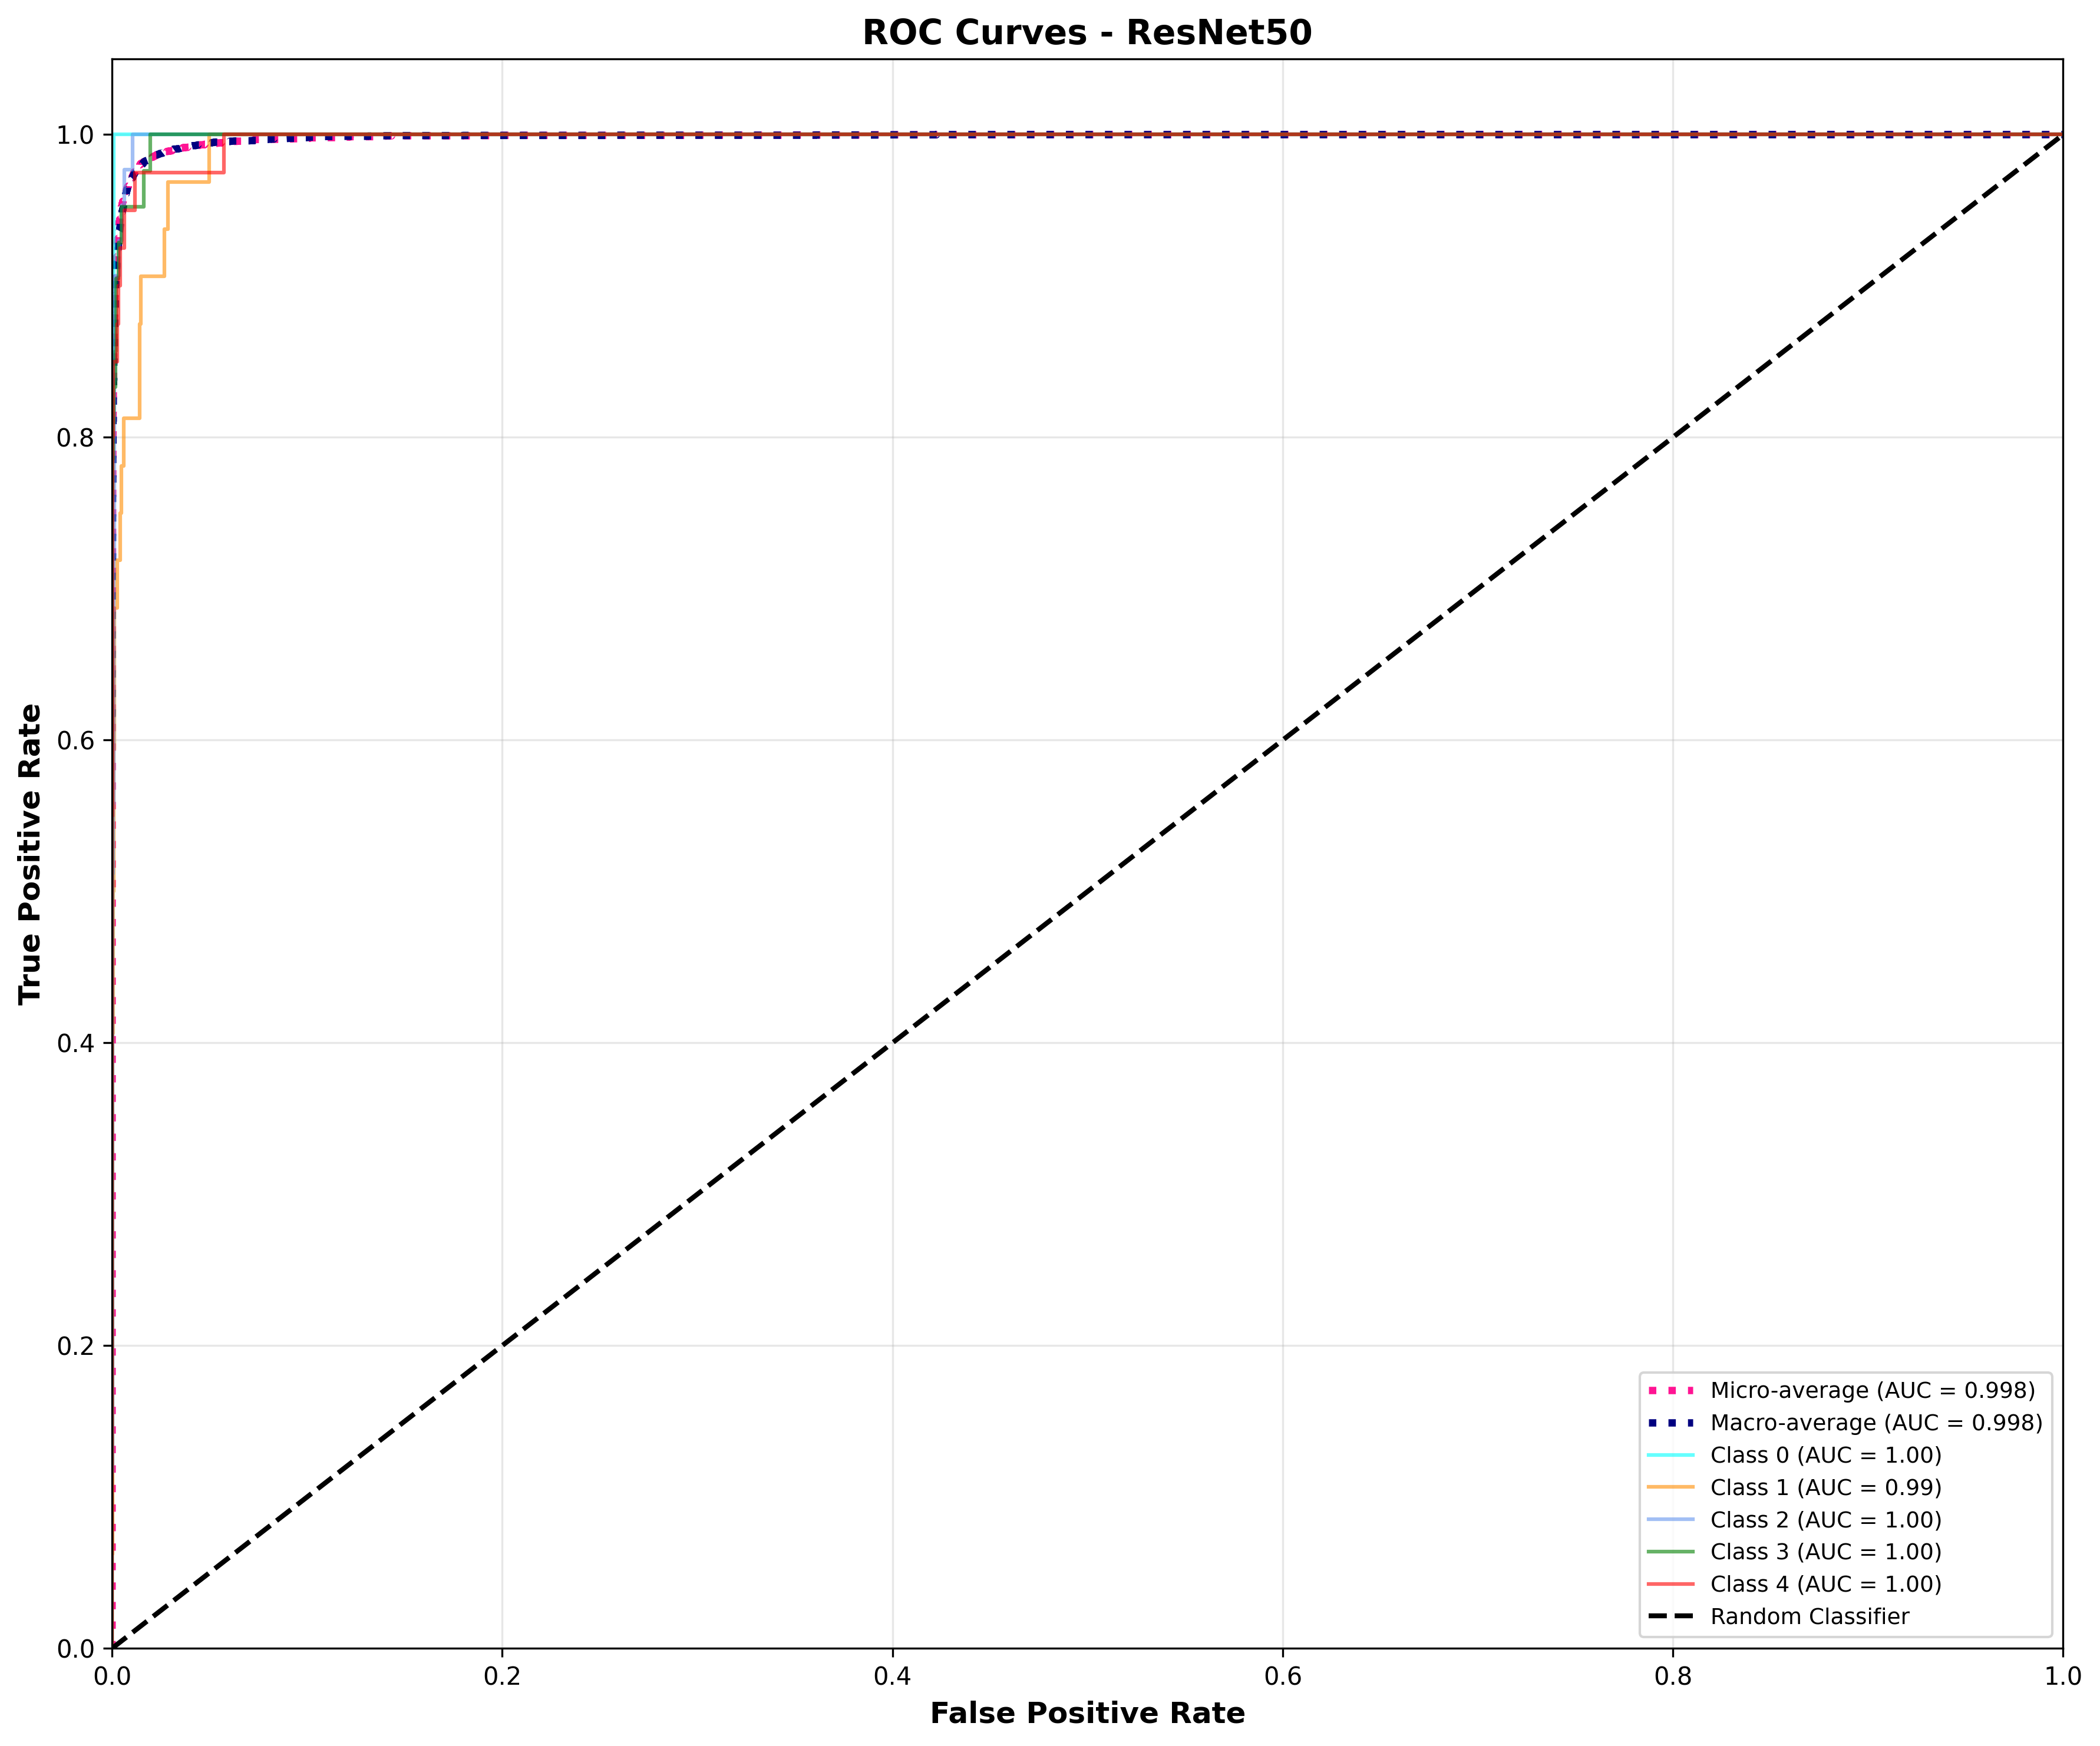 ROC Curves - ResNet50
True Positive Rate
1.0
0.8
0.6
0.4
0.2
0.0
0.0 0.2 0.4 0.6 0.8 1.0
False Positive Rate
Micro-average (AUC = 0.998)
Macro-average (AUC = 0.998)
Class 0 (AUC = 1.00)
Class 1 (AUC = 0.99)
Class 2 (AUC = 1.00)
Class 3 (AUC = 1.00)
Class 4 (AUC = 1.00)
Random Classifier